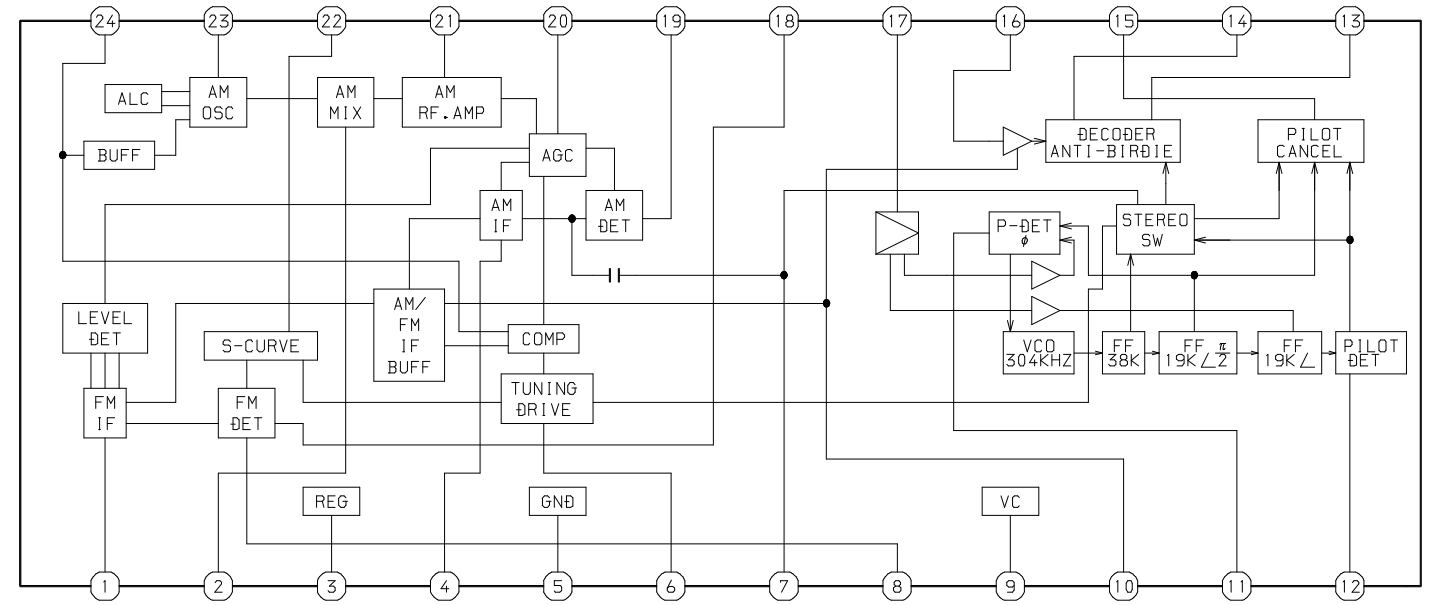 24 23 22 21 20 19 18 17 16 15 14 13
ALC
AM
OSC
AM
MIX
AM
RF.AMP
BUFF
AGC
DECODER
ANTI-BIRDIE
PILOT
CANCEL
AM
IF
AM
DET
P-DET
φ
STEREO
SW
LEVEL
DET
AM/
FM
IF
BUFF
S-CURVE
COMP
VCO
304KHZ
FF
38K
FF
19K∠π/2
FF
19K∠
PILOT
DET
FM
IF
FM
DET
TUNING
DRIVE
REG
GND
VC
1 2 3 4 5 6 7 8 9 10 11 12